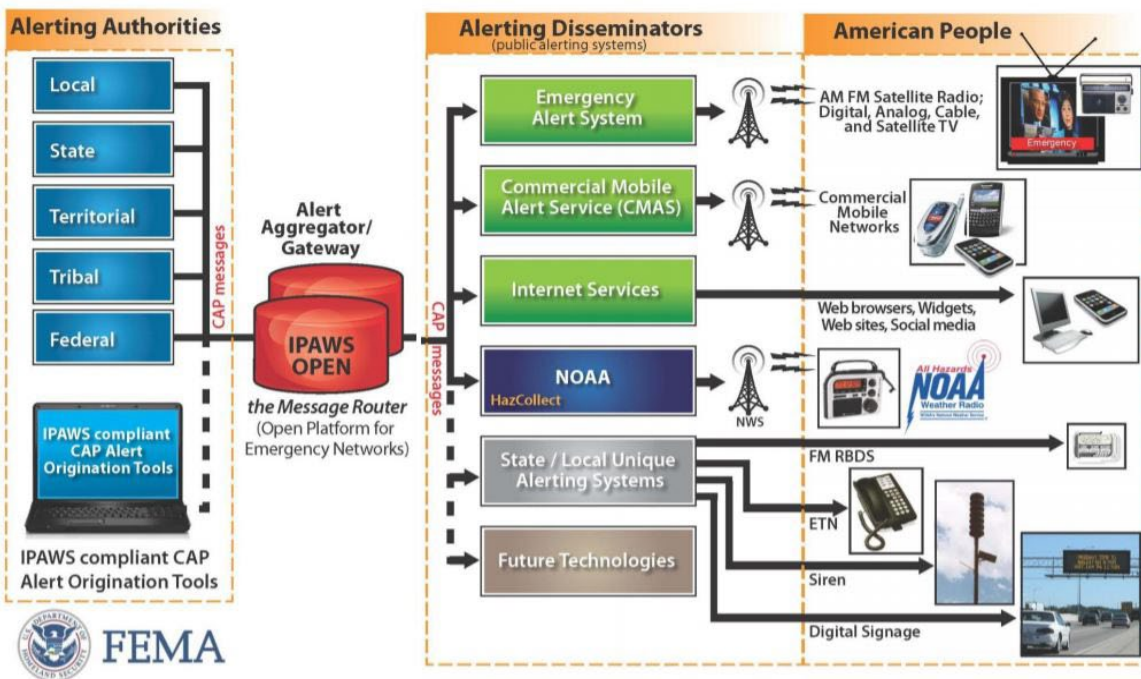 Alerting Authorities
Local
State
Territorial
Tribal
Federal
CAP messages
IPAWS compliant
CAP Alert
Origination Tools
IPAWS compliant CAP
Alert Origination Tools
FEMA
Alert
Aggregator/
Gateway
IPAWS
OPEN
the Message Router
(Open Platform for
Emergency Networks)
CAP messages
Alerting Disseminators
(public alerting systems)
Emergency
Alert System
Commercial Mobile
Alert Service (CMAS)
Internet Services
NOAA
HazCollect
NWS
State / Local Unique
Alerting Systems
Future Technologies
American People
AM FM Satellite Radio;
Digital, Analog, Cable,
and Satellite TV
Emergency
Commercial
Mobile
Networks
Web browsers, Widgets,
Web sites, Social media
All Hazards
NOAA
Weather Radio
FM RBDS
ETN
Siren
Digital Signage